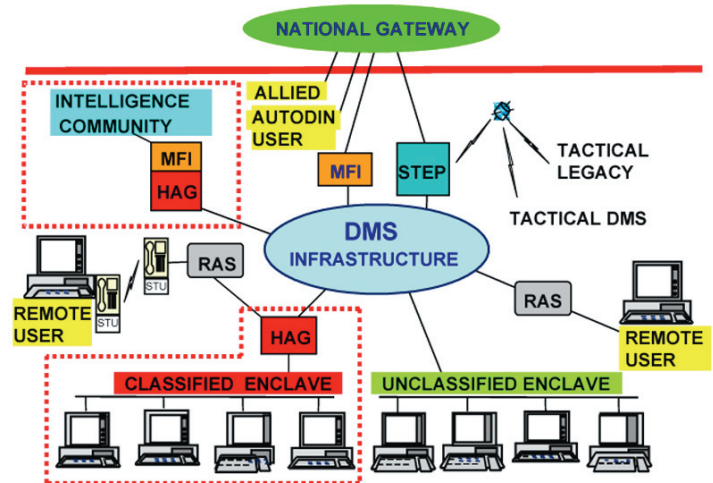 NATIONAL GATEWAY
INTELLIGENCE
COMMUNITY
ALLIED
AUTODIN
USER
MFI
HAG
MFI
STEP
TACTICAL
LEGACY
TACTICAL DMS
DMS
INFRASTRUCTURE
RAS
STU
STU
REMOTE
USER
RAS
REMOTE
USER
HAG
CLASSIFIED ENCLAVE
UNCLASSIFIED ENCLAVE